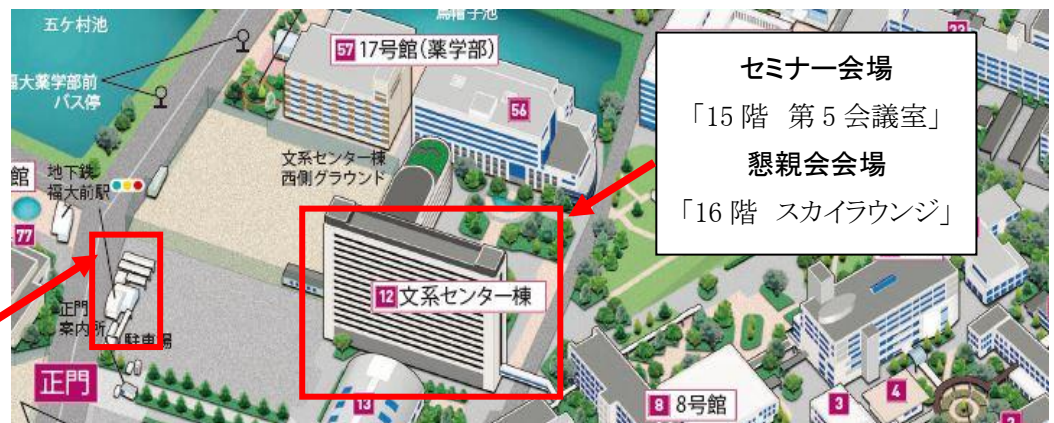 五ケ村池
57 17号館(薬学部)
福大薬学部前
バス停
56
セミナー会場
「15 階 第 5 会議室」
懇親会会場
「16 階 スカイラウンジ」
文系センター棟
西側グラウンド
館
地下鉄
福大前駅
77
12 文系センター棟
正門
案内所
駐車場
正門
13
8 8号館
3
4